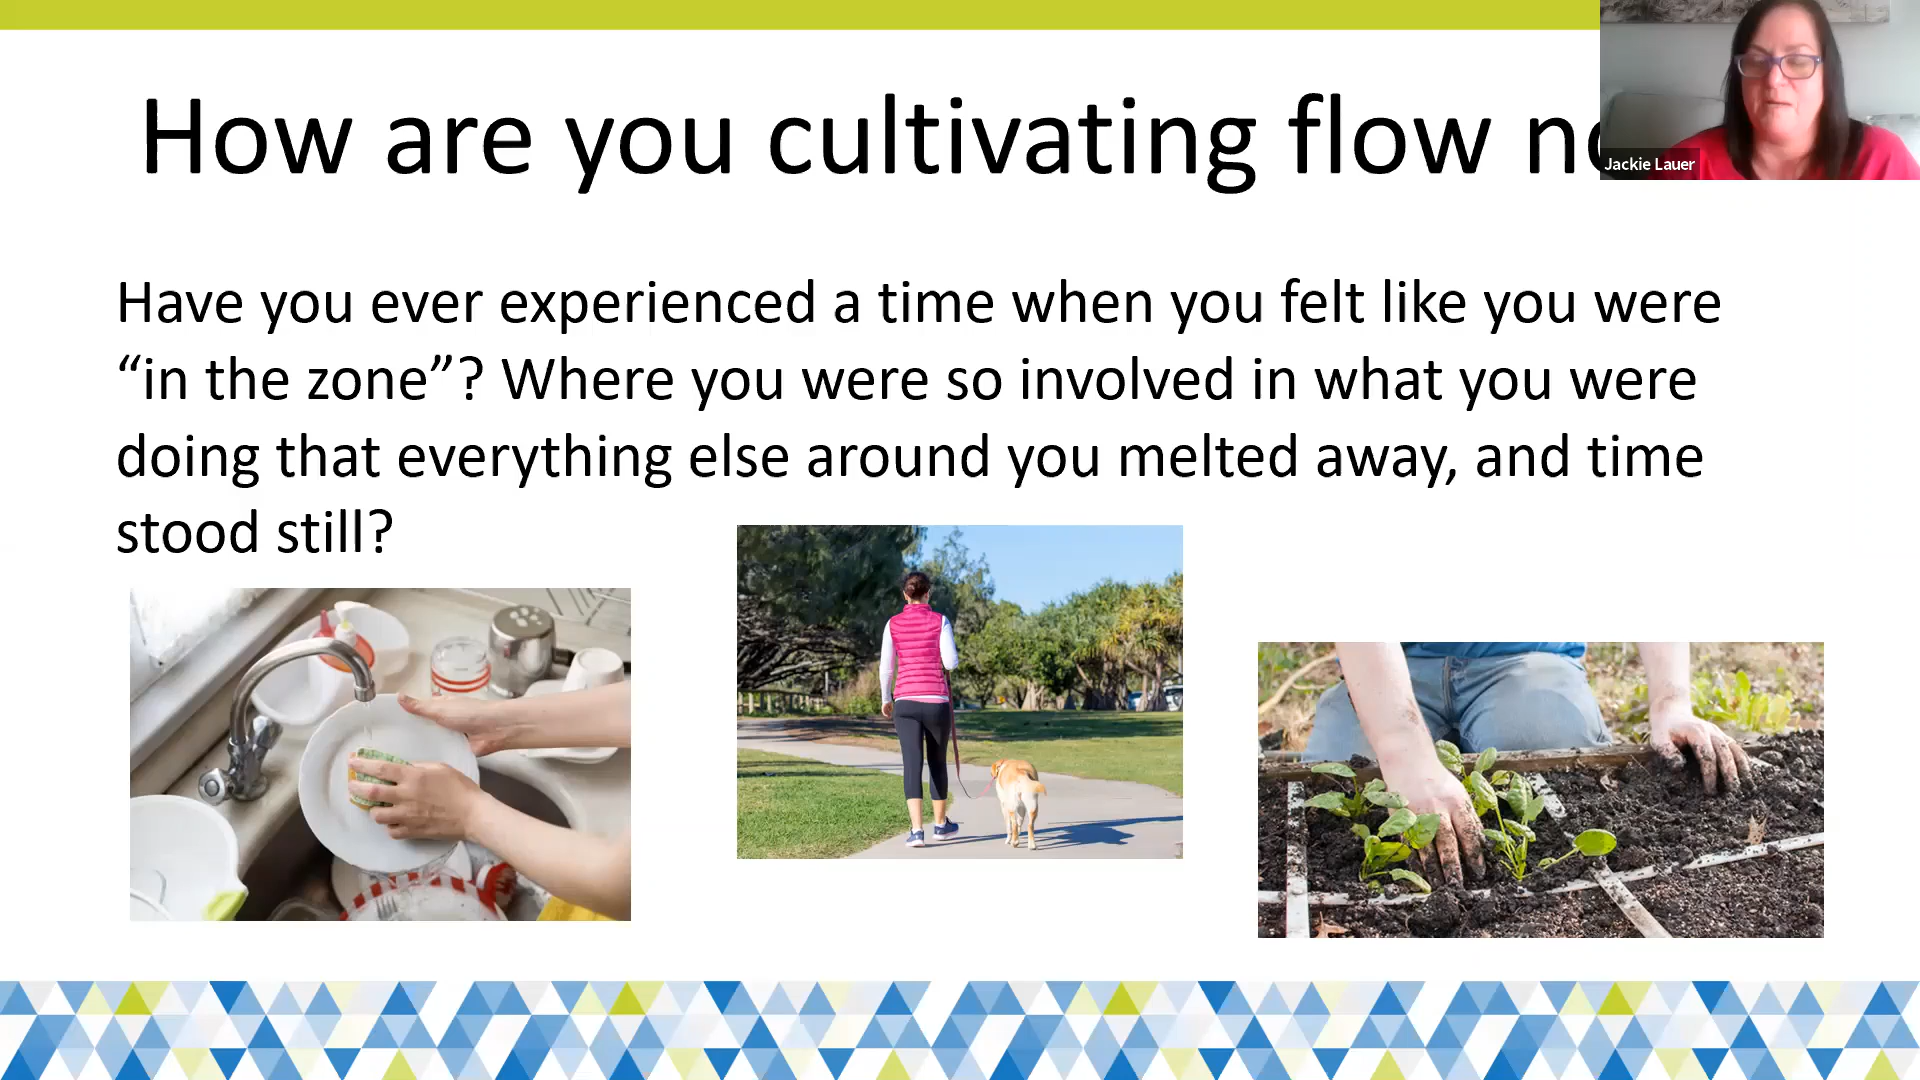 How are you cultivating flow
Jackie Lauer
Have you ever experienced a time when you felt like you were
“in the zone”? Where you were so involved in what you were
doing that everything else around you melted away, and time
stood still?